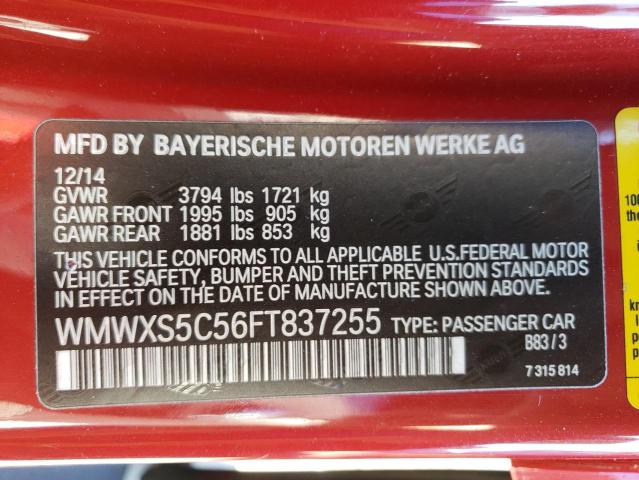 MFD BY BAYERISCHE MOTOREN WERKE AG
12/14
GVWR 3794 lbs 1721 kg
GAWR FRONT 1995 lbs 905 kg
GAWR REAR 1881 lbs 853 kg
THIS VEHICLE CONFORMS TO ALL APPLICABLE U.S.FEDERAL MOTOR
VEHICLE SAFETY, BUMPER AND THEFT PREVENTION STANDARDS
IN EFFECT ON THE DATE OF MANUFACTURE SHOWN ABOVE.
WMWXS5C56FT837255 TYPE: PASSENGER CAR
B83/3
7 315 814
100
the